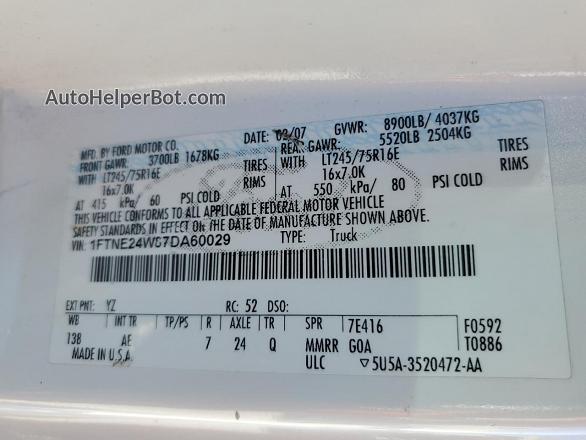 AutoHelperBot.com
MFD. BY FORD MOTOR CO. DATE: 03/07 GVWR: 8900LB/ 4037KG
FRONT GAWR: 3700LB 1678KG REAR GAWR: 5520LB 2504KG
WITH LT245/75R16E TIRES WITH LT245/75R16E TIRES
16x7.0K RIMS 16x7.0K RIMS
AT 415 kPa/ 60 PSI COLD AT 550 kPa/ 80 PSI COLD
THIS VEHICLE CONFORMS TO ALL APPLICABLE FEDERAL MOTOR VEHICLE
SAFETY STANDARDS IN EFFECT ON THE DATE OF MANUFACTURE SHOWN ABOVE.
VIN: 1FTNE24W67DA60029 TYPE: Truck
EXT PNT: YZ RC: 52 DSO:
WB INT TR TP/PS R AXLE TR SPR 7E416 F0592
138 AE 7 24 Q MMRR GOA T0886
MADE IN U.S.A. ULC ▽5U5A-3520472-AA